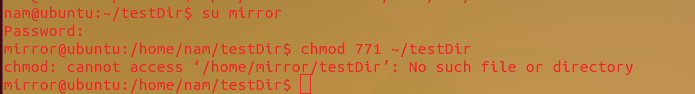 nam@ubuntu:~/testDir$ su mirror
Password:
mirror@ubuntu:/home/nam/testDir$ chmod 771 ~/testDir
chmod: cannot access ‘/home/mirror/testDir’: No such file or directory
mirror@ubuntu:/home/nam/testDir$